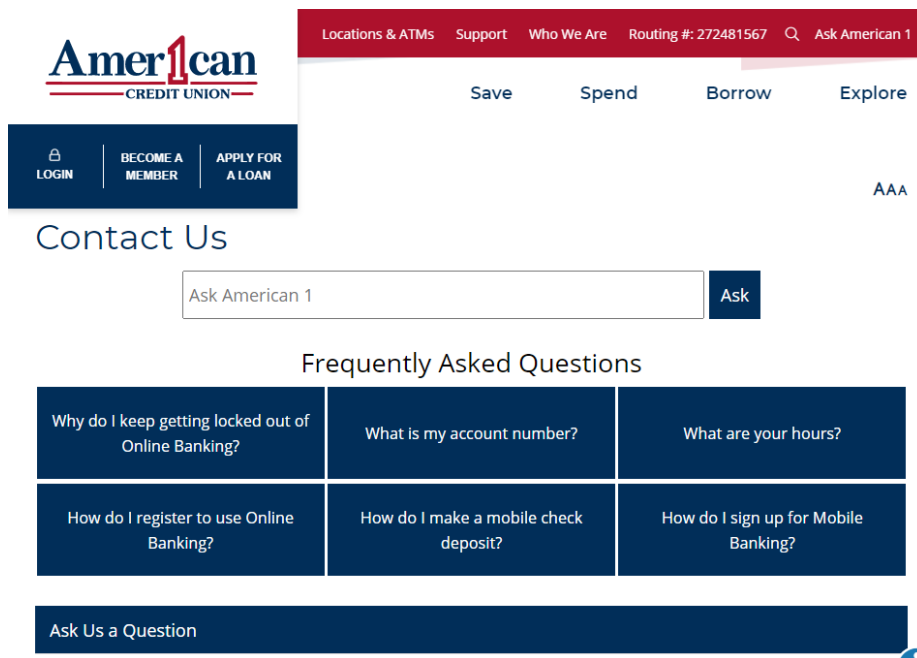 Amer1can
CREDIT UNION
Locations & ATMs Support Who We Are Routing #: 272481567 Ask American 1
Save Spend Borrow Explore
LOGIN
BECOME A
MEMBER
APPLY FOR
A LOAN
AAA
Contact Us
Ask American 1
Ask
Frequently Asked Questions
Why do I keep getting locked out of
Online Banking?
What is my account number?
What are your hours?
How do I register to use Online
Banking?
How do I make a mobile check
deposit?
How do I sign up for Mobile
Banking?
Ask Us a Question